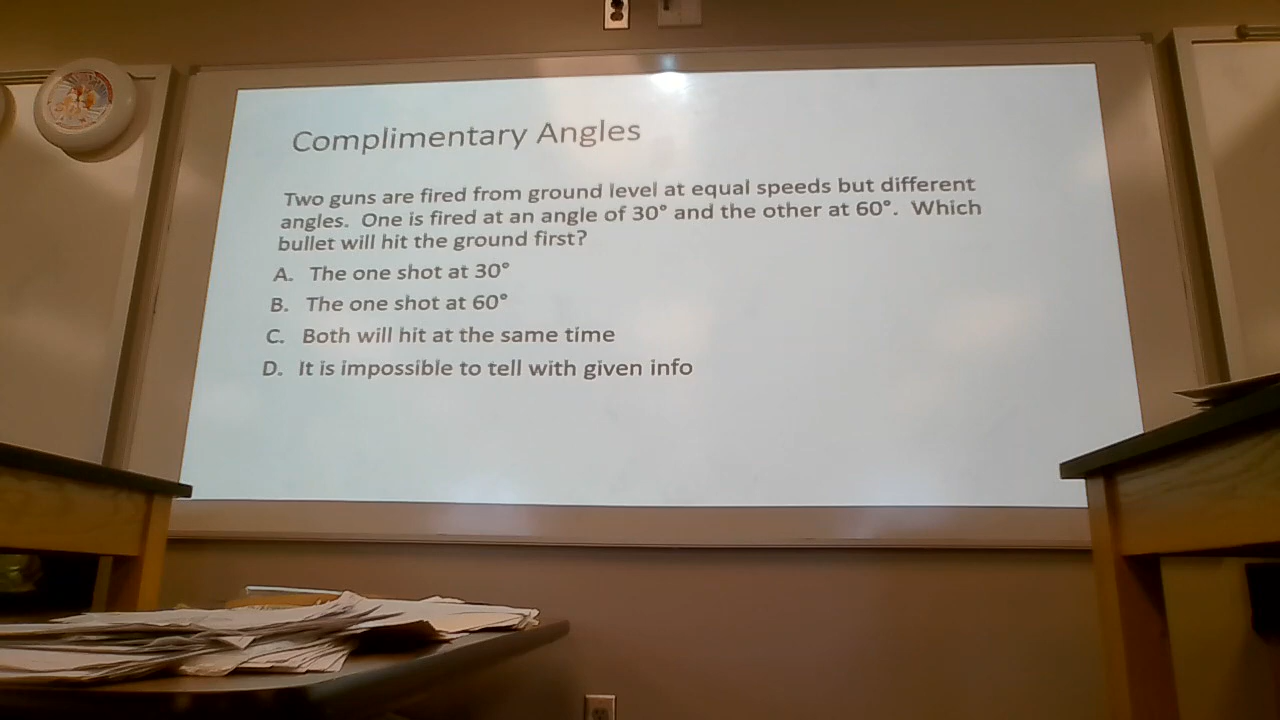 Complimentary Angles
Two guns are fired from ground level at equal speeds but different
angles. One is fired at an angle of 30° and the other at 60°. Which
bullet will hit the ground first?
A. The one shot at 30°
B. The one shot at 60°
C. Both will hit at the same time
D. It is impossible to tell with given info